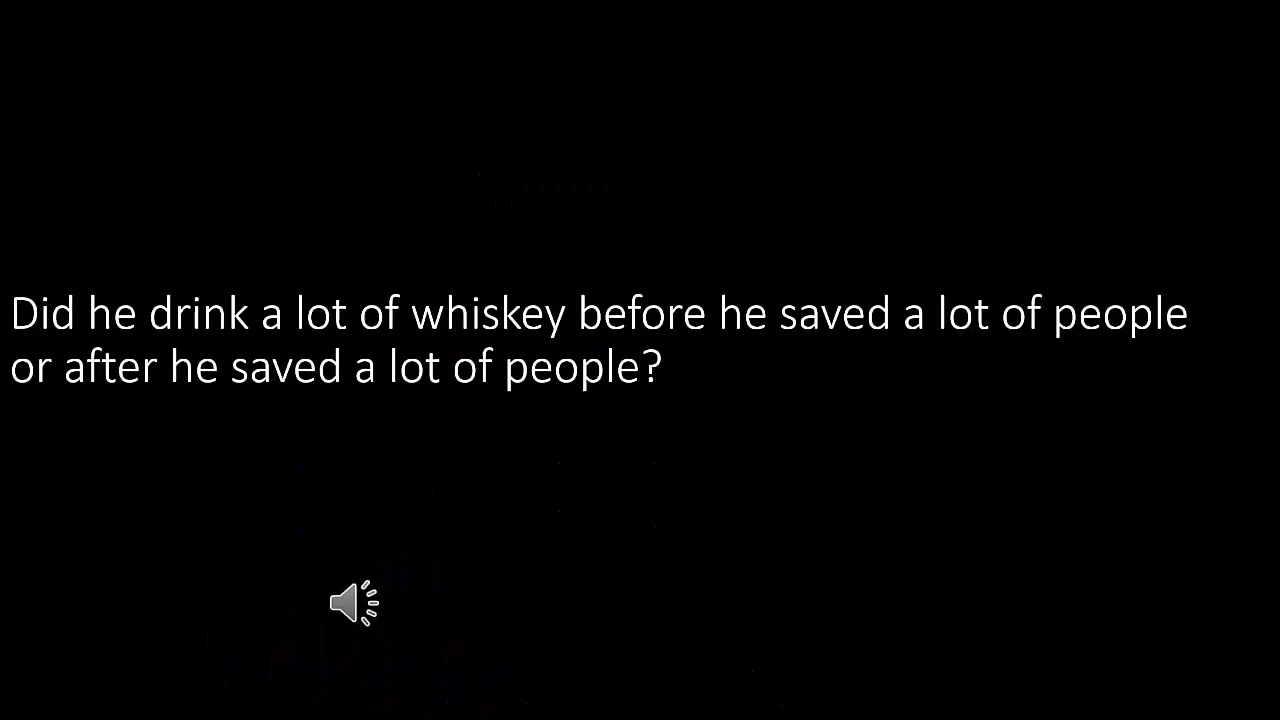 Did he drink a lot of whiskey before he saved a lot of people
or after he saved a lot of people?